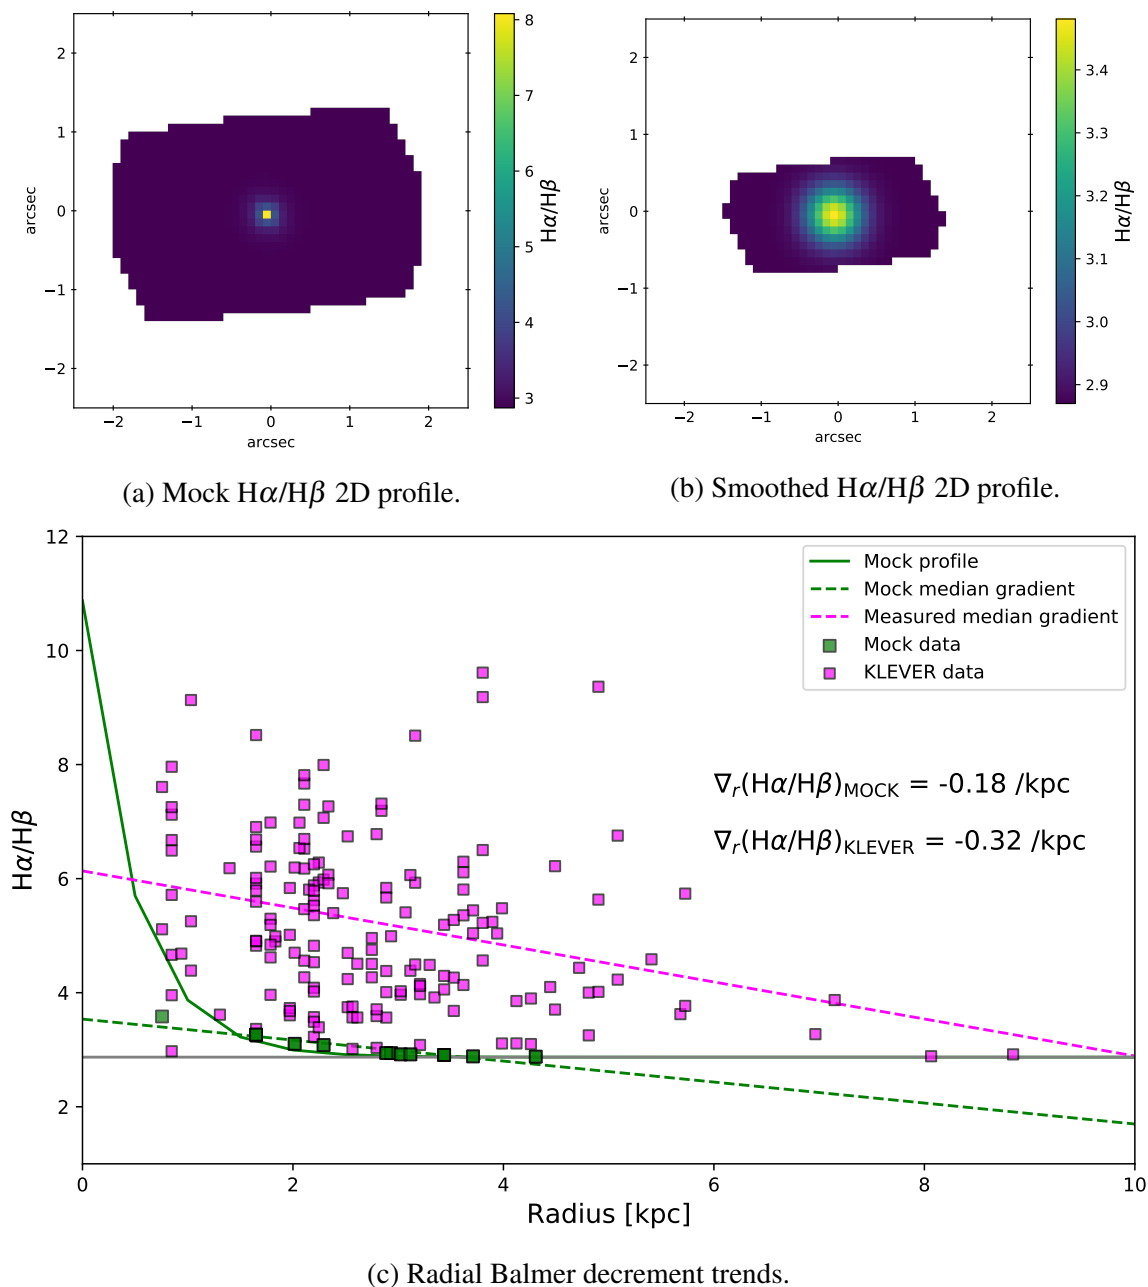 2
1
0
−1
−2
−2
−1
0
1
2
arcsec
arcsec
8
7
6
5
4
3
Hα/Hβ
(a) Mock Hα/Hβ 2D profile.
2
1
0
−1
−2
−2
−1
0
1
2
arcsec
arcsec
3.4
3.3
3.2
3.1
3.0
2.9
Hα/Hβ
(b) Smoothed Hα/Hβ 2D profile.
12
10
8
6
4
2
Hα/Hβ
Mock profile
Mock median gradient
Measured median gradient
Mock data
KLEVER data
∇r(Hα/Hβ)MOCK = -0.18 /kpc
∇r(Hα/Hβ)KLEVER = -0.32 /kpc
0
2
4
6
8
10
Radius [kpc]
(c) Radial Balmer decrement trends.